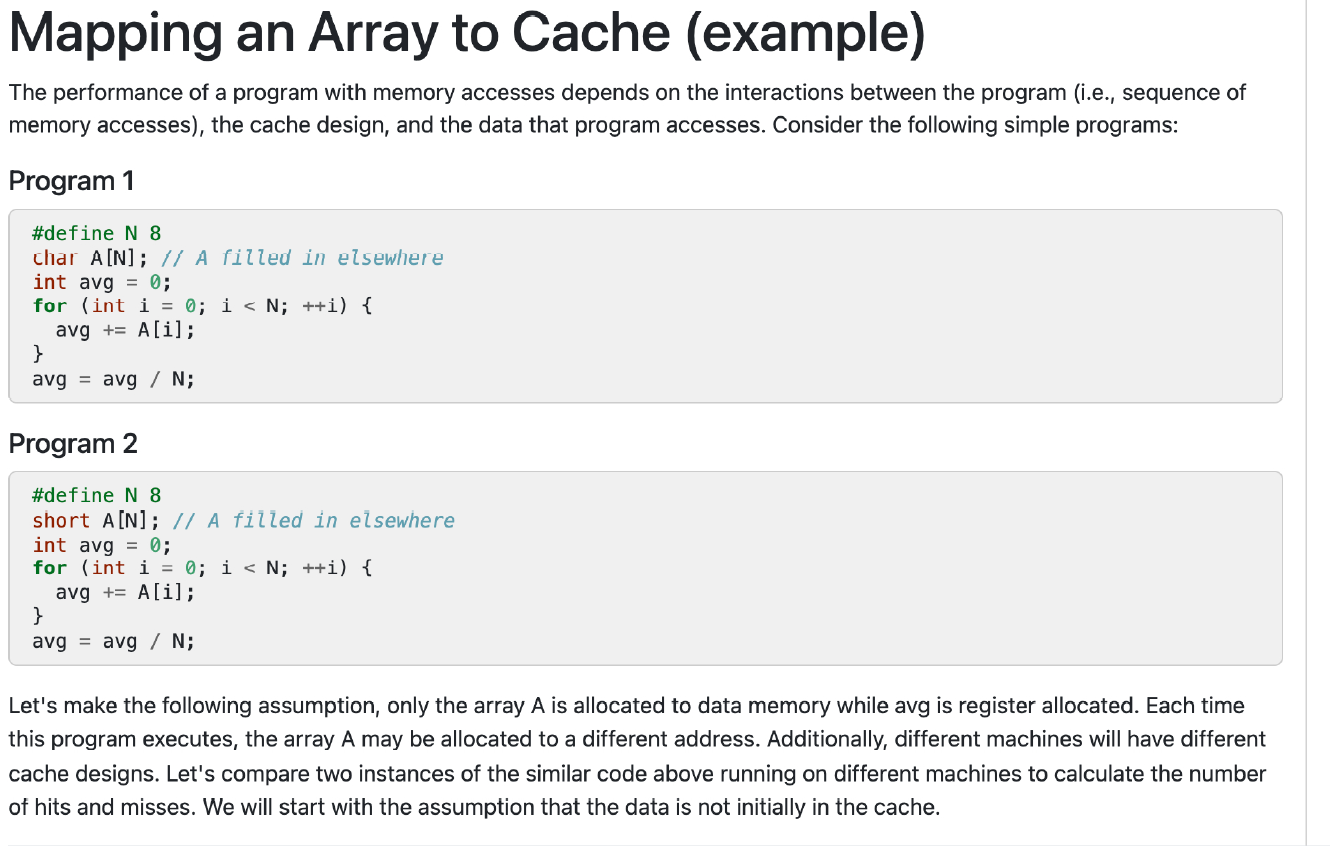 Mapping an Array to Cache (example)
The performance of a program with memory accesses depends on the interactions between the program (i.e., sequence of
memory accesses), the cache design, and the data that program accesses. Consider the following simple programs:
Program 1
#define N 8
char A[N]; // A filled in elsewhere
int avg = 0;
for (int i = 0; i < N; ++i) {
  avg += A[i];
}
avg = avg / N;
Program 2
#define N 8
short A[N]; // A filled in elsewhere
int avg = 0;
for (int i = 0; i < N; ++i) {
  avg += A[i];
}
avg = avg / N;
Let's make the following assumption, only the array A is allocated to data memory while avg is register allocated. Each time
this program executes, the array A may be allocated to a different address. Additionally, different machines will have different
cache designs. Let's compare two instances of the similar code above running on different machines to calculate the number
of hits and misses. We will start with the assumption that the data is not initially in the cache.